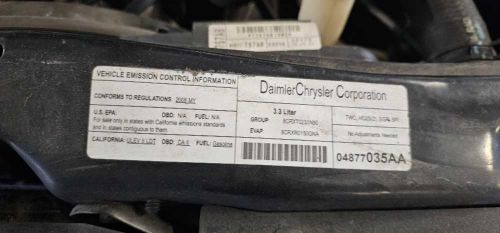 VEHICLE EMISSION CONTROL INFORMATION
CONFORMS TO REGULATIONS: 2008 MY
U.S. EPA: OBD: N/A FUEL: N/A
For sale only in states with California emissions standards
and in states contiguous to them.
CALIFORNIA: ULEV II LDT OBD: CA II FUEL: Gasoline
DaimlerChrysler Corporation
3.3 Liter
GROUP:
EVAP:
No Adjustments Needed
04877035AA